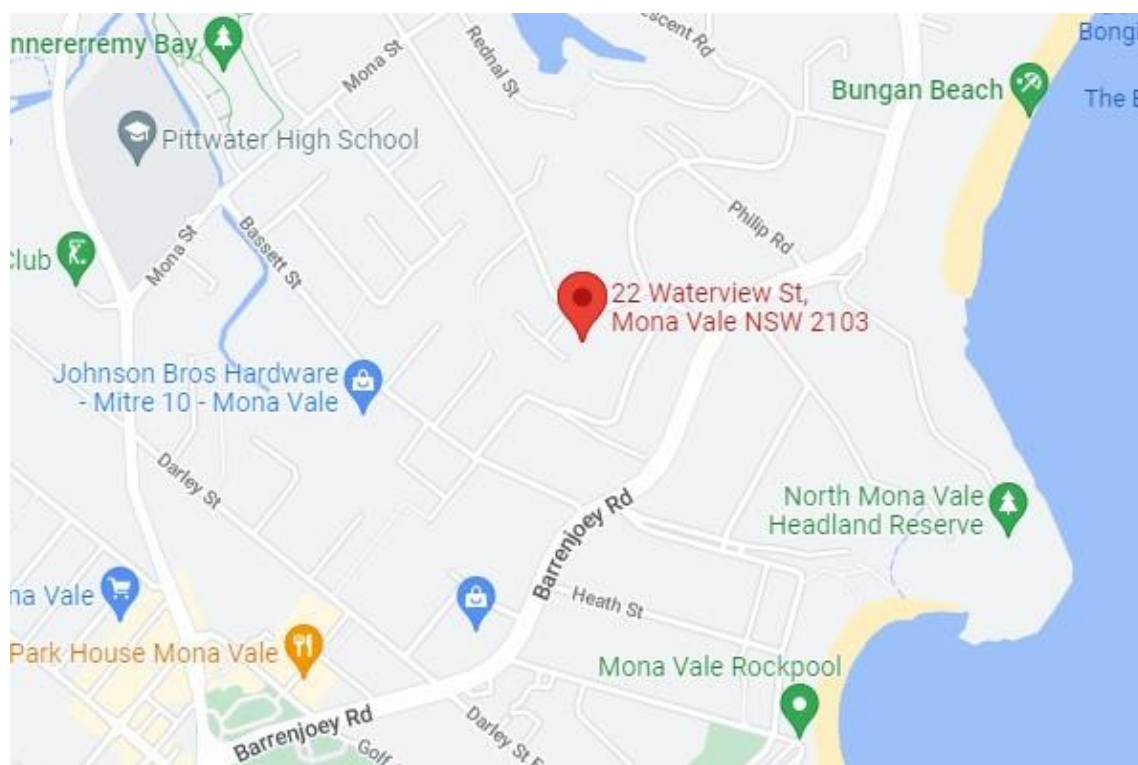 nnererremy Bay
Mona St
Rednal St
escent Rd
Bongi
Bungan Beach
The B
Pittwater High School
Philip Rd
Bassett St
Mona St
Club
22 Waterview St,
Mona Vale NSW 2103
Johnson Bros Hardware
- Mitre 10 - Mona Vale
Darley St
North Mona Vale
Headland Reserve
Barrenjoey Rd
na Vale
Heath St
Park House Mona Vale
Mona Vale Rockpool
Barrenjoey Rd
Darley St E
Golf